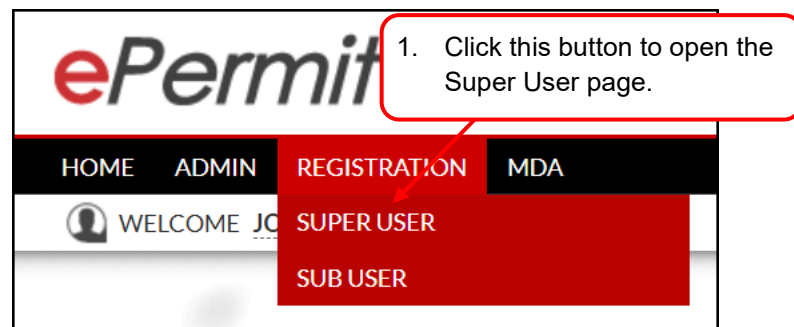 ePermit
1. Click this button to open the
Super User page.
HOME ADMIN REGISTRATION MDA
WELCOME
SUPER USER
SUB USER